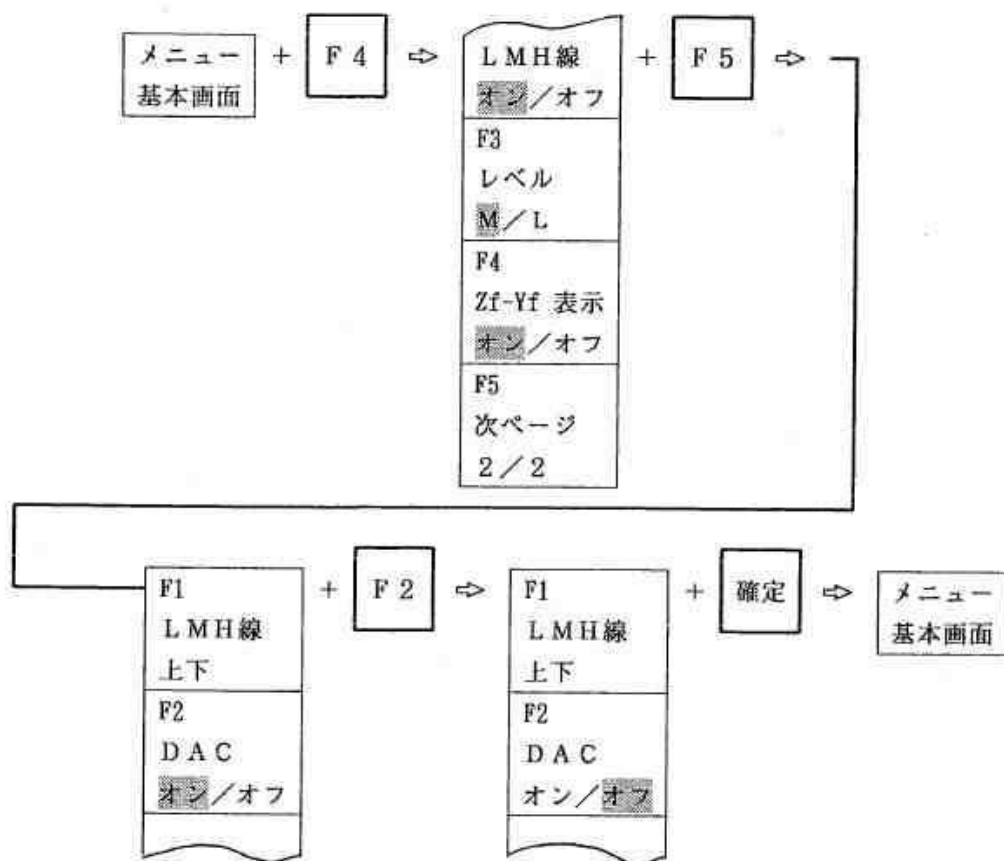 メニュー
基本画面
+
F4
⇨
LMH線
オン/オフ
F3
レベル
M/L
F4
Zf-Yf 表示
オン/オフ
F5
次ページ
2/2
+
F5
⇨
F1
LMH線
上下
F2
DAC
オン/オフ
+
F2
⇨
F1
LMH線
上下
F2
DAC
オン/オフ
+
確定
⇨
メニュー
基本画面